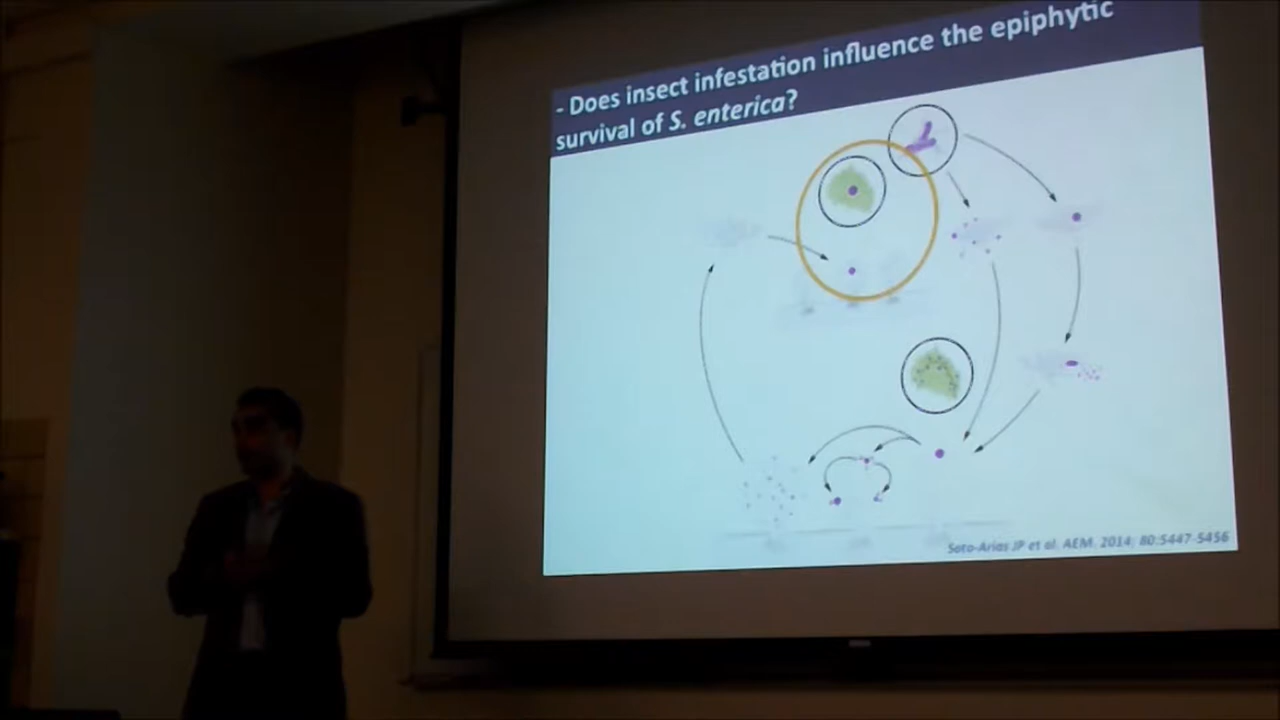 - Does insect infestation influence the epiphytic
survival of S. enterica?
Soto-Arias JP et al. AEM. 2014; 80:5447-5456